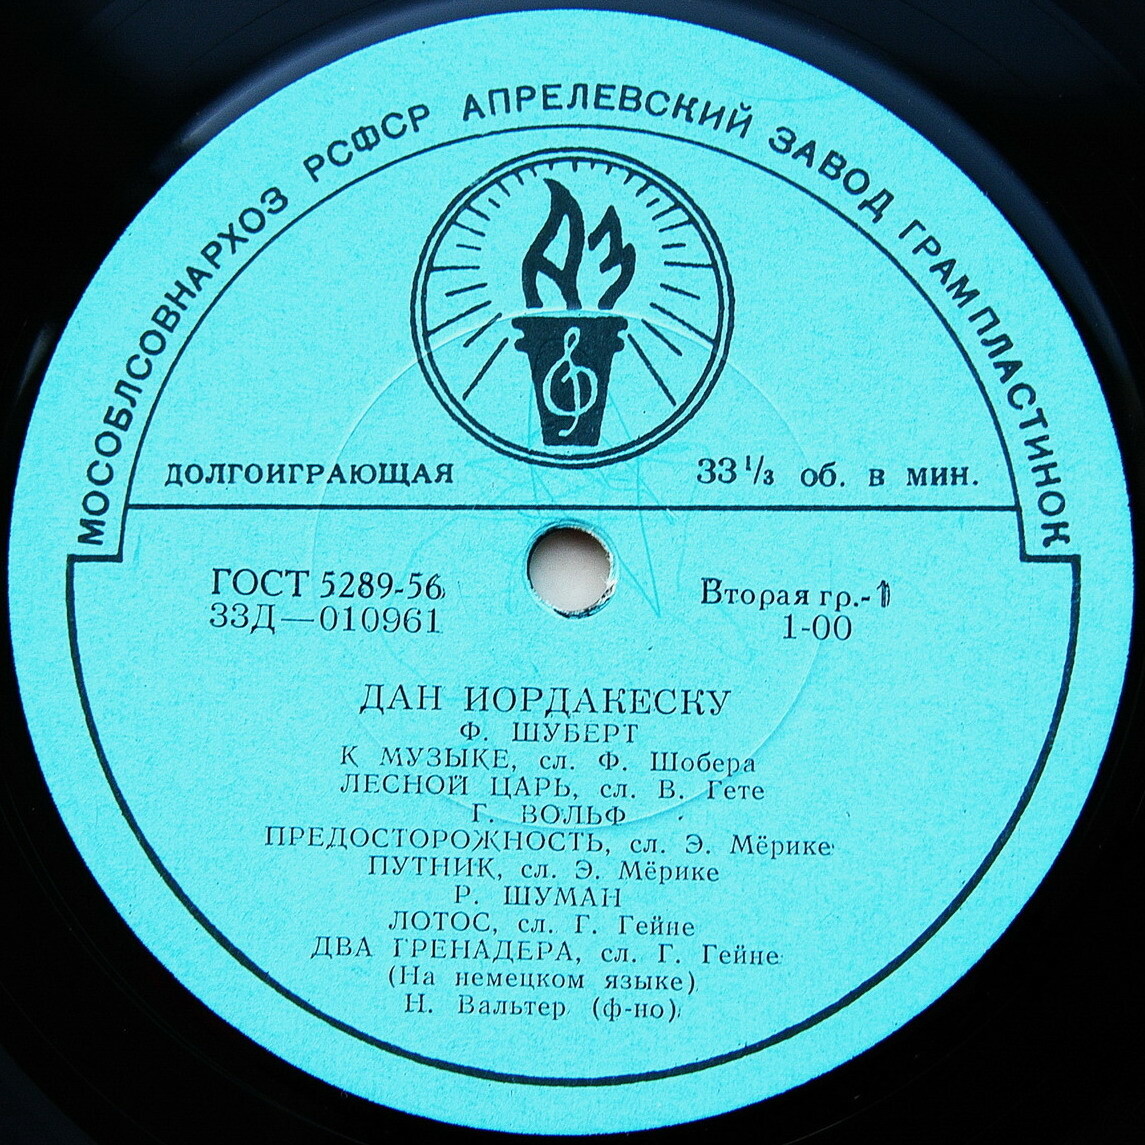 МОСОБЛСОВНАРХОЗ РСФСР АПРЕЛЕВСКИЙ ЗАВОД ГРАМПЛАСТИНОК
АЗ
ДОЛГОИГРАЮЩАЯ 33 1/3 об. в мин.
ГОСТ 5289-56 Вторая гр.-1
33Д—010961 1-00
ДАН ИОРДАКЕСКУ
Ф. ШУБЕРТ
К МУЗЫКЕ, сл. Ф. Шобера
ЛЕСНОЙ ЦАРЬ, сл. В. Гете
Г. ВОЛЬФ
ПРЕДОСТОРОЖНОСТЬ, сл. Э. Мёрике
ПУТНИК, сл. Э. Мёрике
Р. ШУМАН
ЛОТОС, сл. Г. Гейне
ДВА ГРЕНАДЕРА, сл. Г. Гейне
(На немецком языке)
Н. Вальтер (ф-но)